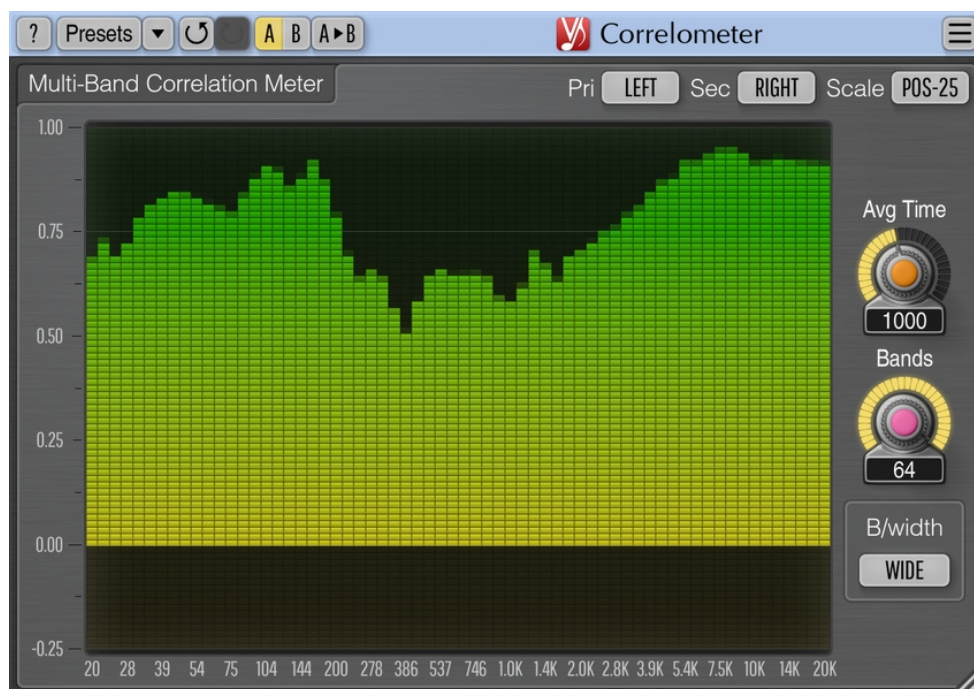 ? Presets A B A▸B Correlometer
Multi-Band Correlation Meter Pri LEFT Sec RIGHT Scale POS-25
1.00
0.75
0.50
0.25
0.00
-0.25
20 28 39 54 75 104 144 200 278 386 537 746 1.0K 1.4K 2.0K 2.8K 3.9K 5.4K 7.5K 10K 14K 20K
Avg Time
1000
Bands
64
B/width
WIDE